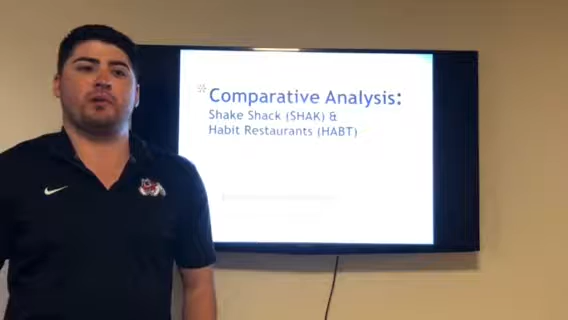 * Comparative Analysis:
Shake Shack (SHAK) &
Habit Restaurants (HABT)